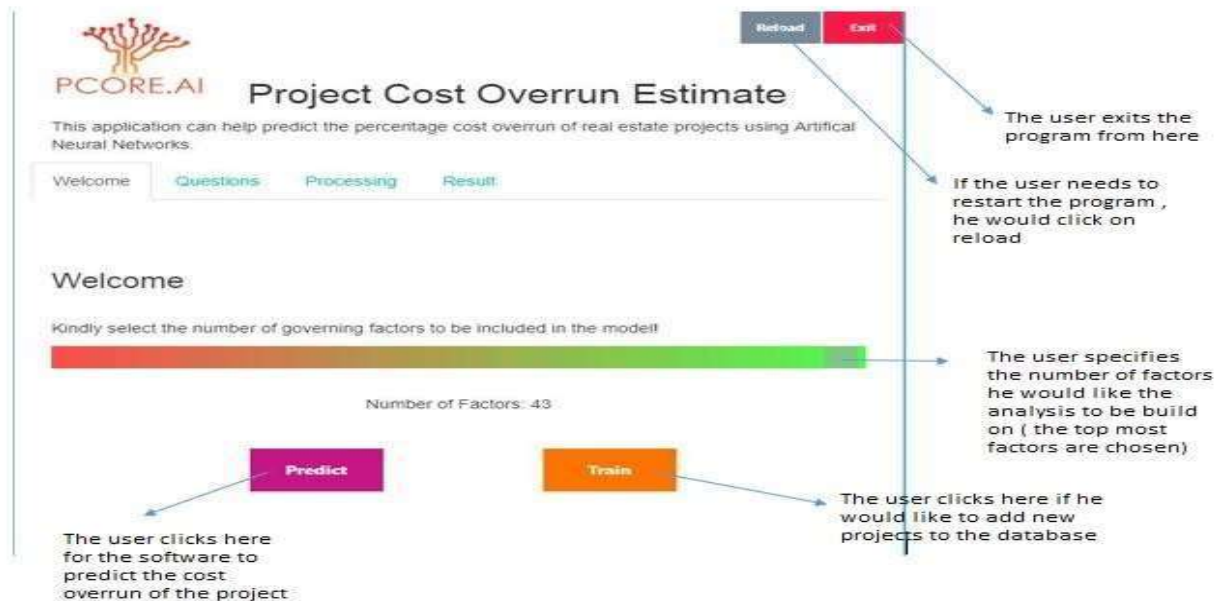 Reload
Exit
PCORE.AI
Project Cost Overrun Estimate
This application can help predict the percentage cost overrun of real estate projects using Artifical
Neural Networks.
Welcome
Questions
Processing
Result
The user exits the
program from here
If the user needs to
restart the program ,
he would click on
reload
Welcome
Kindly select the number of governing factors to be included in the model!
The user specifies
the number of factors
he would like the
analysis to be build
on ( the top most
factors are chosen)
Number of Factors: 43
Predict
Train
The user clicks here if he
would like to add new
projects to the database
The user clicks here
for the software to
predict the cost
overrun of the project